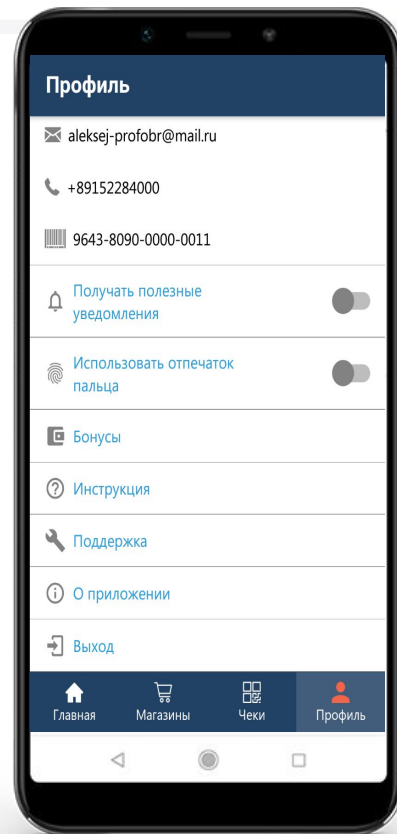 Профиль
aleksej-profobr@mail.ru
+89152284000
9643-8090-0000-0011
Получать полезные
уведомления
Использовать отпечаток
пальца
Бонусы
Инструкция
Поддержка
О приложении
Выход
Главная Магазины Чеки Профиль